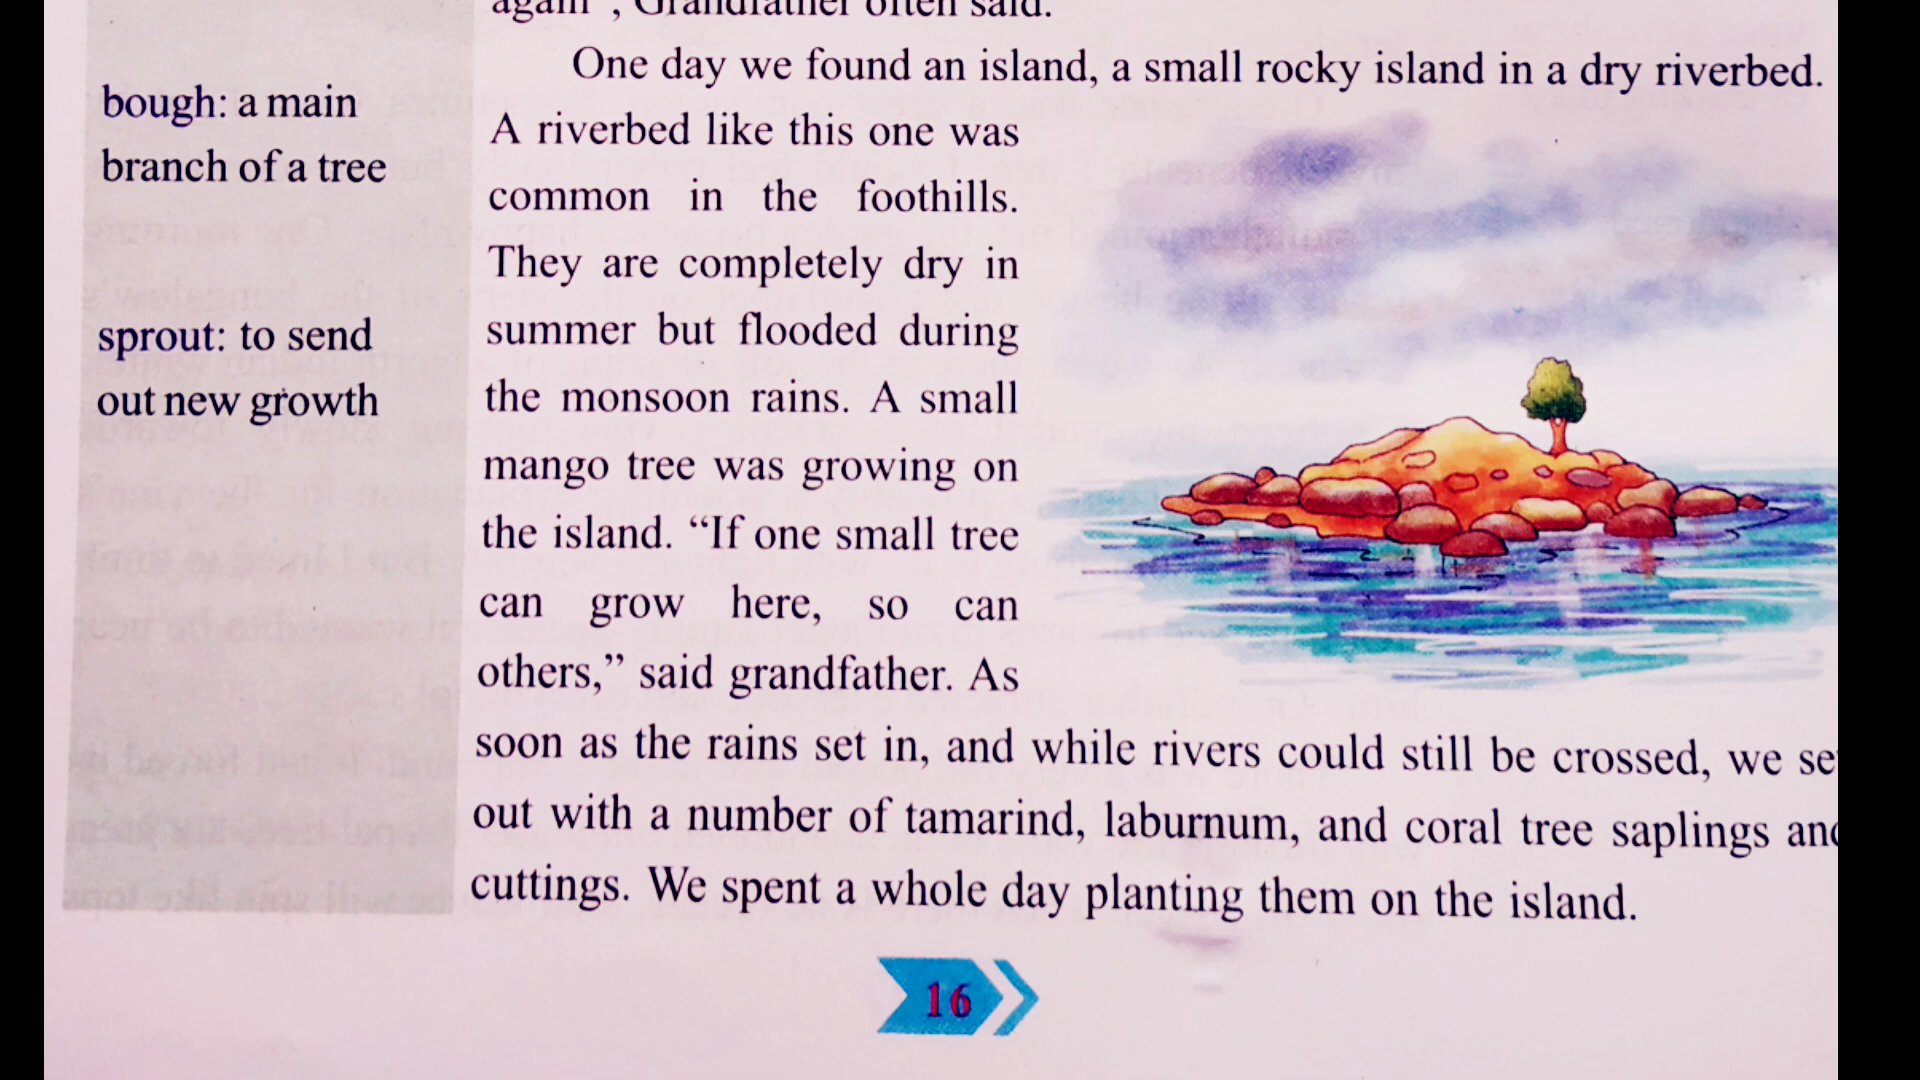 again”, Grandfather often said.
One day we found an island, a small rocky island in a dry riverbed.
bough: a main
branch of a tree
A riverbed like this one was
common in the foothills.
They are completely dry in
sprout: to send
out new growth
summer but flooded during
the monsoon rains. A small
mango tree was growing on
the island. “If one small tree
can grow here, so can
others,” said grandfather. As
soon as the rains set in, and while rivers could still be crossed, we
out with a number of tamarind, laburnum, and coral tree saplings
cuttings. We spent a whole day planting them on the island.
16